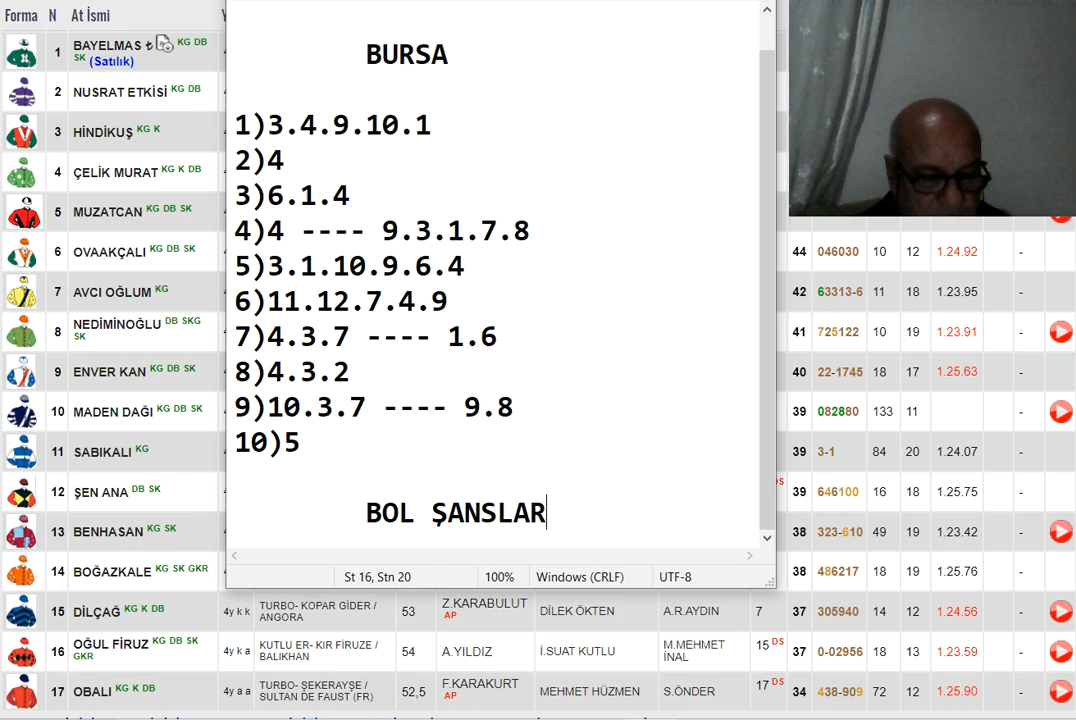 Forma N At İsmi
1 BAYELMAS ₺ KG DB SK (Satılık)
2 NUSRAT ETKİSİ KG DB
3 HİNDİKUŞ KG K
4 ÇELİK MURAT KG K DB
5 MUZATCAN KG DB SK
6 OVAAKÇALI KG DB SK
7 AVCI OĞLUM KG
8 NEDİMİNOĞLU DB SKG SK
9 ENVER KAN KG DB SK
10 MADEN DAĞI KG DB SK
11 SABIKALI KG
12 ŞEN ANA DB SK
13 BENHASAN KG SK
14 BOĞAZKALE KG SK GKR
BURSA
1)3.4.9.10.1
2)4
3)6.1.4
4)4 ---- 9.3.1.7.8
5)3.1.10.9.6.4
6)11.12.7.4.9
7)4.3.7 ---- 1.6
8)4.3.2
9)10.3.7 ---- 9.8
10)5
BOL ŞANSLAR
St 16, Stn 20 100% Windows (CRLF) UTF-8
44 046030 10 12 1.24.92 -
42 63313-6 11 18 1.23.95 -
41 725122 10 19 1.23.91 -
40 22-1745 18 17 1.25.63 -
39 082880 133 11 -
39 3-1 84 20 1.24.07 -
DS 39 646100 16 18 1.25.75 -
38 323-610 49 19 1.23.42 -
38 486217 18 19 1.25.76 -
15 DİLÇAĞ KG K DB 4y k k TURBO- KOPAR GİDER / ANGORA 53 Z.KARABULUT AP DİLEK ÖKTEN A.R.AYDIN 7 37 305940 14 12 1.24.56 -
16 OĞUL FİRUZ KG DB SK GKR 4y k a KUTLU ER- KIR FİRUZE / BALIKHAN 54 A.YILDIZ İ.SUAT KUTLU M.MEHMET İNAL 15 DS 37 0-02956 18 13 1.23.59 -
17 OBALI KG K DB 4y a a TURBO- ŞEKERAYŞE / SULTAN DE FAUST (FR) 52,5 F.KARAKURT AP MEHMET HÜZMEN S.ÖNDER 17 DS 34 438-909 72 12 1.25.90 -